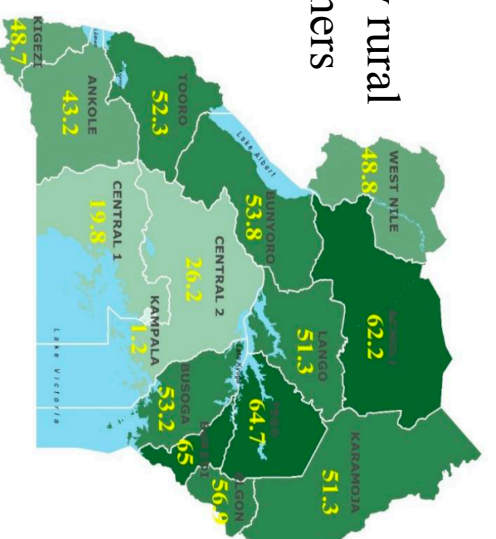 y rural
ners
WEST NILE
48.8
62.2
KARAMOJA
51.3
LANGO
51.3
64.7
Lake Albert
BUNYORO
53.8
TOORO
52.3
CENTRAL 2
26.2
BUSOGA
53.2
65
56.9
KAMPALA
1.2
CENTRAL 1
19.8
ANKOLE
43.2
KIGEZI
48.7
Lake Victoria